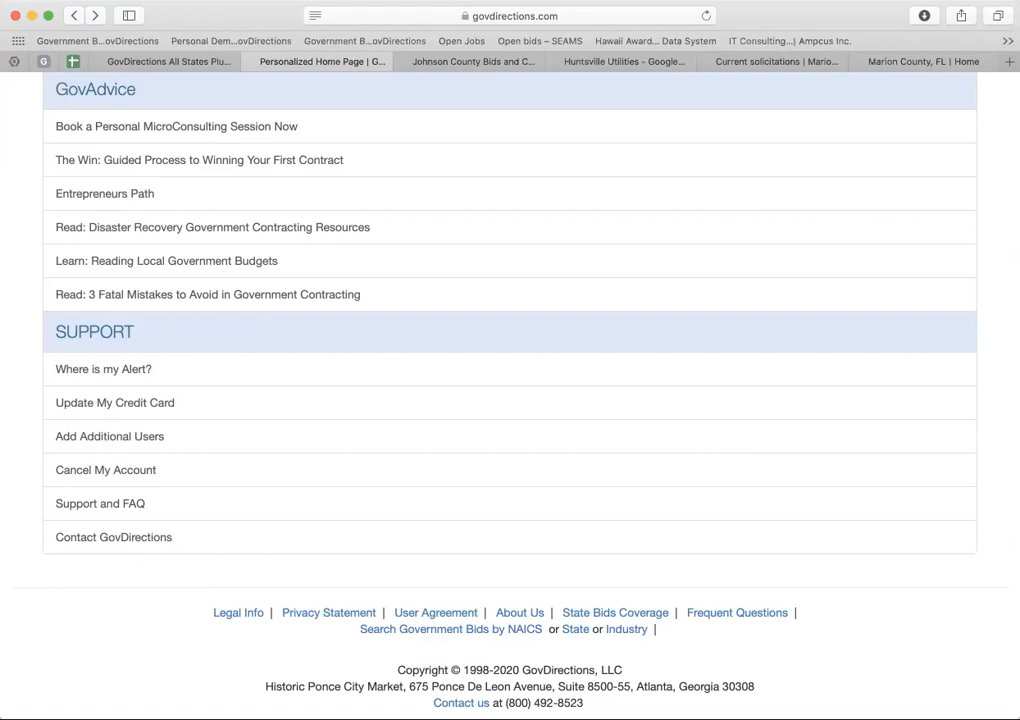 govdirections.com
Government B...ovDirections Personal Dem...ovDirections Government B...ovDirections Open Jobs Open bids – SEAMS Hawaii Award... Data System IT Consulting...| Ampcus Inc. >>
G GovDirections All States Plu... Personalized Home Page | G... Johnson County Bids and C... Huntsville Utilities – Google... Current solicitations | Mario... Marion County, FL | Home +
GovAdvice
Book a Personal MicroConsulting Session Now
The Win: Guided Process to Winning Your First Contract
Entrepreneurs Path
Read: Disaster Recovery Government Contracting Resources
Learn: Reading Local Government Budgets
Read: 3 Fatal Mistakes to Avoid in Government Contracting
SUPPORT
Where is my Alert?
Update My Credit Card
Add Additional Users
Cancel My Account
Support and FAQ
Contact GovDirections
Legal Info | Privacy Statement | User Agreement | About Us | State Bids Coverage | Frequent Questions |
Search Government Bids by NAICS or State or Industry |
Copyright © 1998-2020 GovDirections, LLC
Historic Ponce City Market, 675 Ponce De Leon Avenue, Suite 8500-55, Atlanta, Georgia 30308
Contact us at (800) 492-8523